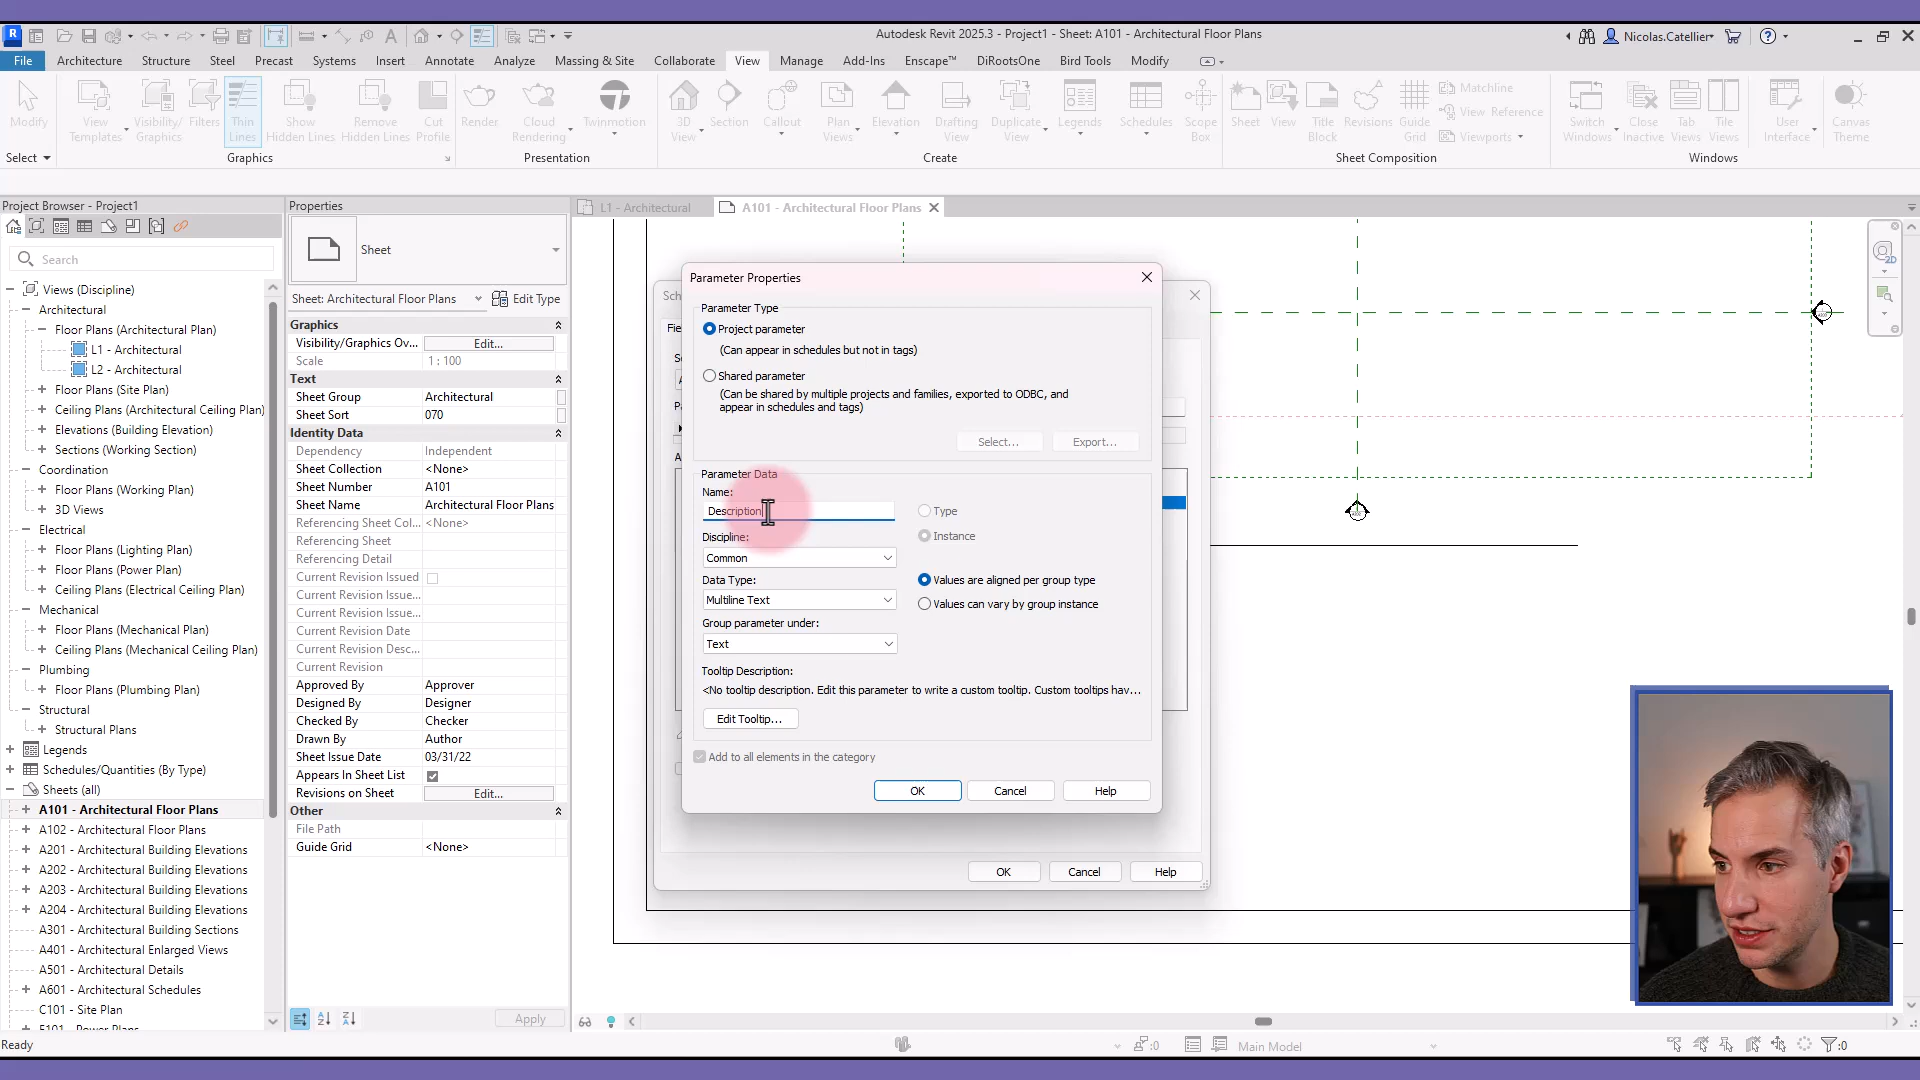 Autodesk Revit 2025.3 - Project1 - Sheet: A101 - Architectural Floor Plans
Nicolas.Catellier
File Architecture Structure Steel Precast Systems Insert Annotate Analyze Massing & Site Collaborate View Manage Add-Ins Enscape™ DiRootsOne Bird Tools Modify
Modify
View Templates
Visibility/ Graphics
Filters
Thin Lines
Show Hidden Lines
Remove Hidden Lines
Cut Profile
Render
Cloud Rendering
Twinmotion
3D View
Section
Callout
Plan Views
Elevation
Drafting View
Duplicate View
Legends
Schedules
Scope Box
Sheet
View
Title Block
Revisions
Guide Grid
Matchline
View Reference
Viewports
Switch Windows
Close Inactive
Tab Views
Tile Views
User Interface
Canvas Theme
Select Graphics Presentation Create Sheet Composition Windows
Project Browser - Project1
Search
Views (Discipline)
Architectural
Floor Plans (Architectural Plan)
L1 - Architectural
L2 - Architectural
Floor Plans (Site Plan)
Ceiling Plans (Architectural Ceiling Plan)
Elevations (Building Elevation)
Sections (Working Section)
Coordination
Floor Plans (Working Plan)
3D Views
Electrical
Floor Plans (Lighting Plan)
Floor Plans (Power Plan)
Ceiling Plans (Electrical Ceiling Plan)
Mechanical
Floor Plans (Mechanical Plan)
Ceiling Plans (Mechanical Ceiling Plan)
Plumbing
Floor Plans (Plumbing Plan)
Structural
Structural Plans
Legends
Schedules/Quantities (By Type)
Sheets (all)
A101 - Architectural Floor Plans
A102 - Architectural Floor Plans
A201 - Architectural Building Elevations
A202 - Architectural Building Elevations
A203 - Architectural Building Elevations
A204 - Architectural Building Elevations
A301 - Architectural Building Sections
A401 - Architectural Enlarged Views
A501 - Architectural Details
A601 - Architectural Schedules
C101 - Site Plan
E101 - Power Plans
Ready
Properties
Sheet
Sheet: Architectural Floor Plans Edit Type
Graphics
Visibility/Graphics Ov... Edit...
Scale 1 : 100
Text
Sheet Group Architectural
Sheet Sort 070
Identity Data
Dependency Independent
Sheet Collection <None>
Sheet Number A101
Sheet Name Architectural Floor Plans
Referencing Sheet Col... <None>
Referencing Sheet
Referencing Detail
Current Revision Issued
Current Revision Issue...
Current Revision Issue...
Current Revision Date
Current Revision Desc...
Current Revision
Approved By Approver
Designed By Designer
Checked By Checker
Drawn By Author
Sheet Issue Date 03/31/22
Appears In Sheet List
Revisions on Sheet Edit...
Other
File Path
Guide Grid <None>
Apply
L1 - Architectural
A101 - Architectural Floor Plans
Parameter Properties
Parameter Type
Project parameter
(Can appear in schedules but not in tags)
Shared parameter
(Can be shared by multiple projects and families, exported to ODBC, and
appear in schedules and tags)
Select... Export...
Parameter Data
Name:
Description
Type
Discipline:
Instance
Common
Data Type:
Values are aligned per group type
Multiline Text
Values can vary by group instance
Group parameter under:
Text
Tooltip Description:
<No tooltip description. Edit this parameter to write a custom tooltip. Custom tooltips hav...
Edit Tooltip...
Add to all elements in the category
OK Cancel Help
OK Cancel Help
2D
:0
Main Model
:0